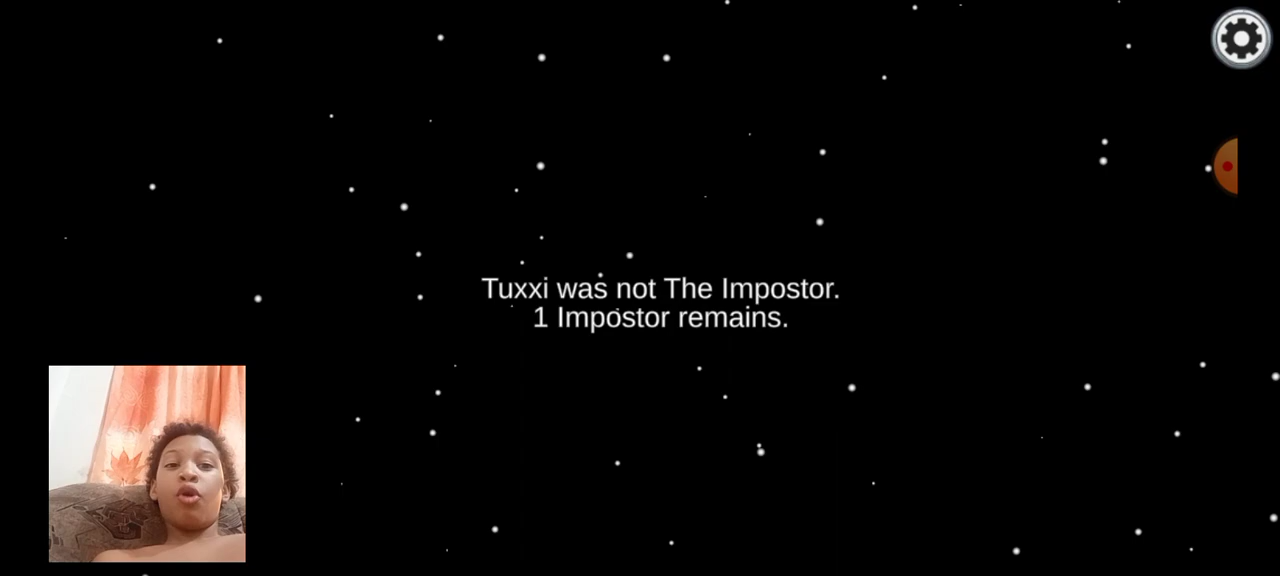 Tuxxi was not The Impostor.
1 Impostor remains.